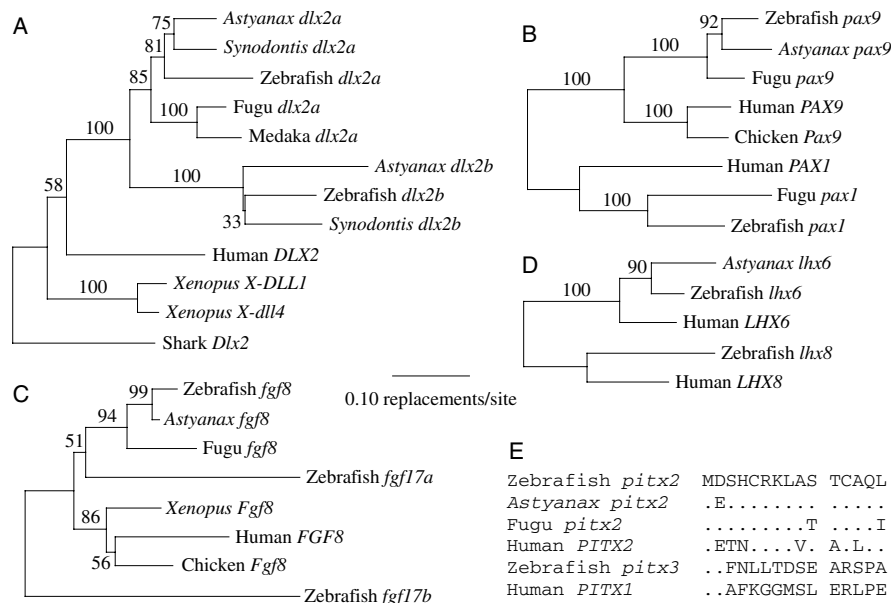 A
75
Astyanax dlx2a
81
Synodontis dlx2a
85
Zebrafish dlx2a
100
Fugu dlx2a
100
Medaka dlx2a
Astyanax dlx2b
100
Zebrafish dlx2b
58
33
Synodontis dlx2b
Human DLX2
Xenopus X-DLL1
100
Xenopus X-dll4
Shark Dlx2
B
92
Zebrafish pax9
100
Astyanax pax9
100
Fugu pax9
Human PAX9
100
Chicken Pax9
Human PAX1
Fugu pax1
100
Zebrafish pax1
D
90
Astyanax lhx6
100
Zebrafish lhx6
Human LHX6
Zebrafish lhx8
Human LHX8
0.10 replacements/site
C
99
Zebrafish fgf8
94
Astyanax fgf8
51
Fugu fgf8
Zebrafish fgf17a
86
Xenopus Fgf8
Human FGF8
56
Chicken Fgf8
Zebrafish fgf17b
E
Zebrafish pitx2 MDSHCRKLAS TCAQL
Astyanax pitx2 .E........ .....
Fugu pitx2 .........T ....I
Human PITX2 .ETN....V. A.L..
Zebrafish pitx3 ..FNLLTDSE ARSPA
Human PITX1 ..AFKGGMSL ERLPE